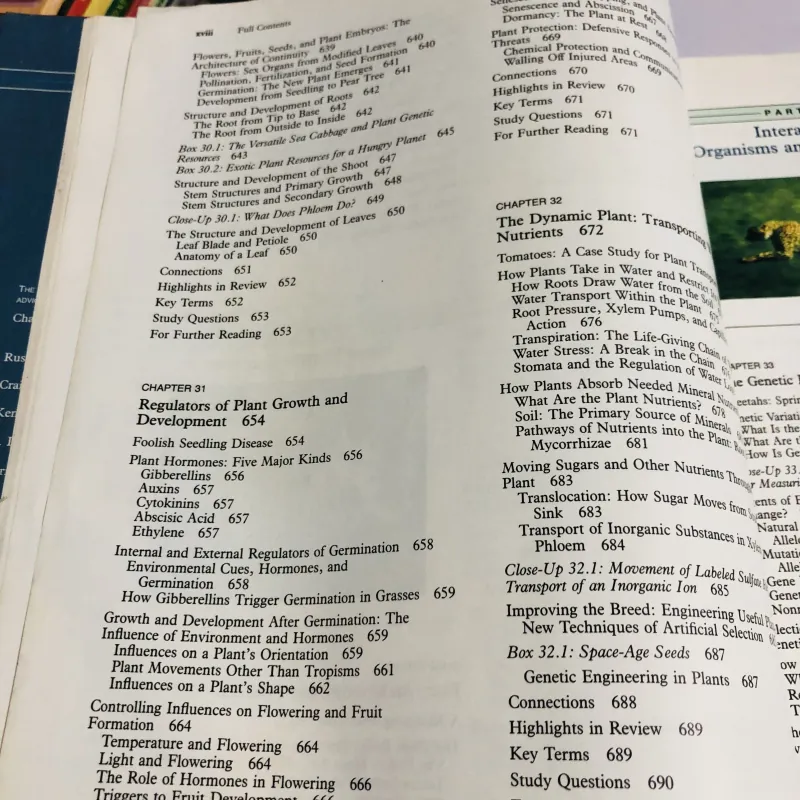 xviii Full Contents
Flowers, Fruits, Seeds, and Plant Embryos: The
Architecture of Continuity 639
Flowers: Sex Organs from Modified Leaves 640
Pollination, Fertilization, and Seed Formation 640
Germination: The New Plant Emerges 641
Development from Seedling to Pear Tree 641
Structure and Development of Roots 642
The Root from Tip to Base 642
The Root from Outside to Inside 642
Box 30.1: The Versatile Sea Cabbage and Plant Genetic
Resources 643
Box 30.2: Exotic Plant Resources for a Hungry Planet 645
Structure and Development of the Shoot 647
Stem Structures and Primary Growth 647
Stem Structures and Secondary Growth 648
Close-Up 30.1: What Does Phloem Do? 649
The Structure and Development of Leaves 650
Leaf Blade and Petiole 650
Anatomy of a Leaf 650
Connections 651
Highlights in Review 652
Key Terms 652
Study Questions 653
For Further Reading 653
CHAPTER 31
Regulators of Plant Growth and
Development 654
Foolish Seedling Disease 654
Plant Hormones: Five Major Kinds 656
Gibberellins 656
Auxins 657
Cytokinins 657
Abscisic Acid 657
Ethylene 657
Internal and External Regulators of Germination 658
Environmental Cues, Hormones, and
Germination 658
How Gibberellins Trigger Germination in Grasses 659
Growth and Development After Germination: The
Influence of Environment and Hormones 659
Influences on a Plant's Orientation 659
Plant Movements Other Than Tropisms 661
Influences on a Plant's Shape 662
Controlling Influences on Flowering and Fruit
Formation 664
Temperature and Flowering 664
Light and Flowering 664
The Role of Hormones in Flowering 666
Triggers to Fruit Development 666
Senescence and Abscission 667
Dormancy: The Plant at Rest 668
Plant Protection: Defensive Responses
Threats 669
Chemical Protection and
Walling Off Injured Areas 669
Connections 670
Highlights in Review 670
Key Terms 671
Study Questions 671
For Further Reading 671
CHAPTER 32
The Dynamic Plant: Transporting
Nutrients 672
Tomatoes: A Case Study for Plant
How Plants Take in Water and Restrict
How Roots Draw Water from the Soil
Water Transport Within the Plant
Root Pressure, Xylem Pumps, and
Action 676
Transpiration: The Life-Giving Chain
Water Stress: A Break in the Chain
Stomata and the Regulation of Water
How Plants Absorb Needed Mineral
What Are the Plant Nutrients? 678
Soil: The Primary Source of Minerals
Pathways of Nutrients into the Plant:
Mycorrhizae 681
Moving Sugars and Other Nutrients
Plant 683
Translocation: How Sugar Moves from
Sink 683
Transport of Inorganic Substances in
Phloem 684
Close-Up 32.1: Movement of Labeled
Transport of an Inorganic Ion 685
Improving the Breed: Engineering Useful
New Techniques of Artificial Selection
Box 32.1: Space-Age Seeds 687
Genetic Engineering in Plants 687
Connections 688
Highlights in Review 689
Key Terms 689
Study Questions 690
PART
Organisms
33
Genetic
What Is the
What Are
Natural